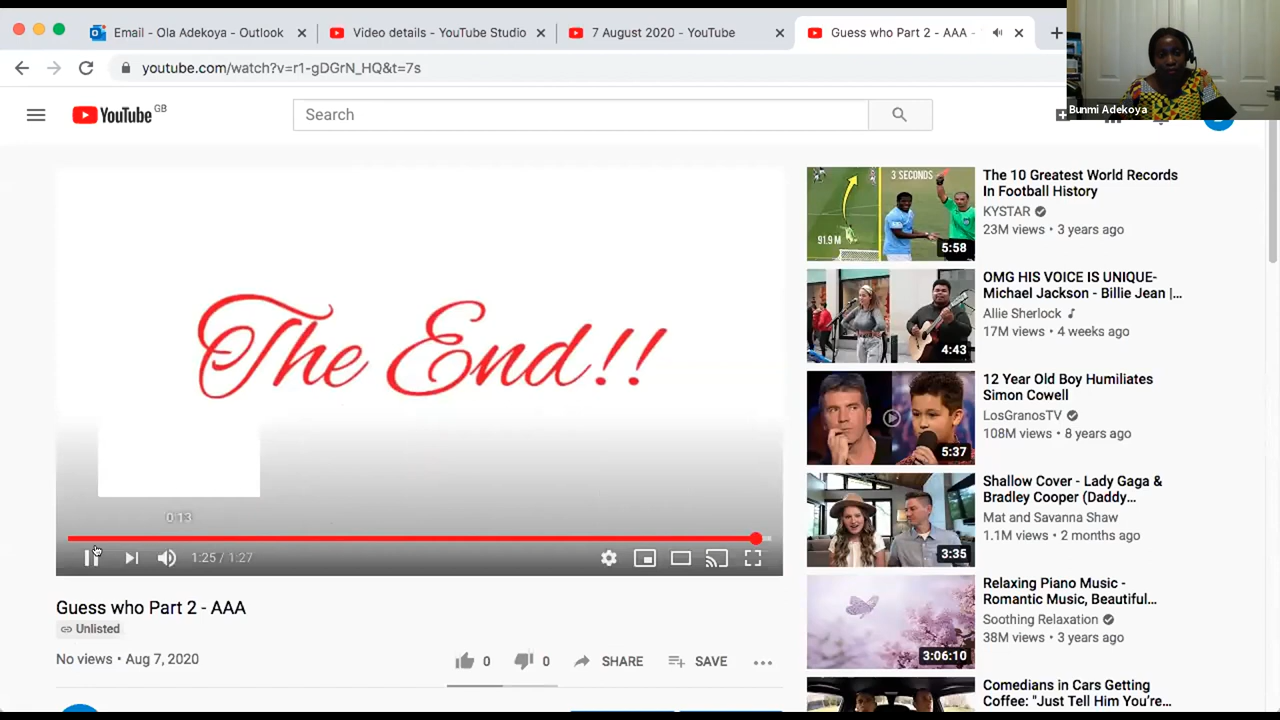 Email - Ola Adekoya - Outlook
Video details - YouTube Studio
7 August 2020 - YouTube
Guess who Part 2 - AAA -
youtube.com/watch?v=r1-gDGrN_HQ&t=7s
Bunmi Adekoya
YouTube GB
Search
The End!!
0:13
1:25 / 1:27
Guess who Part 2 - AAA
Unlisted
No views • Aug 7, 2020
0
0
SHARE
SAVE
3 SECONDS
91.9 M
5:58
The 10 Greatest World Records
In Football History
KYSTAR
23M views • 3 years ago
4:43
OMG HIS VOICE IS UNIQUE-
Michael Jackson - Billie Jean |...
Allie Sherlock
17M views • 4 weeks ago
5:37
12 Year Old Boy Humiliates
Simon Cowell
LosGranosTV
108M views • 8 years ago
3:35
Shallow Cover - Lady Gaga &
Bradley Cooper (Daddy...
Mat and Savanna Shaw
1.1M views • 2 months ago
3:06:10
Relaxing Piano Music -
Romantic Music, Beautiful...
Soothing Relaxation
38M views • 3 years ago
Comedians in Cars Getting
Coffee: "Just Tell Him You're...